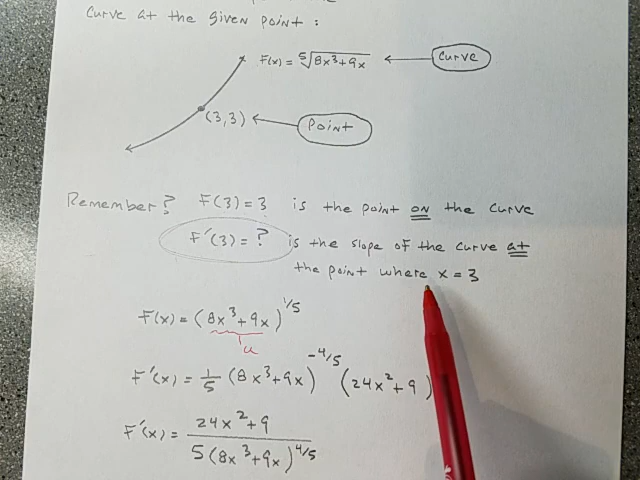 Curve at the given point:
F(x) = ⁵√8x³+9x ← Curve
(3,3) ← Point
Remember? F(3) = 3 is the point on the curve
F'(3) = ? is the slope of the curve at
the point where x = 3
F(x) = (8x³+9x)^1/5
u
F'(x) = 1/5 (8x³+9x)^-4/5 (24x²+9)
F'(x) = 24x²+9 / 5(8x³+9x)^4/5